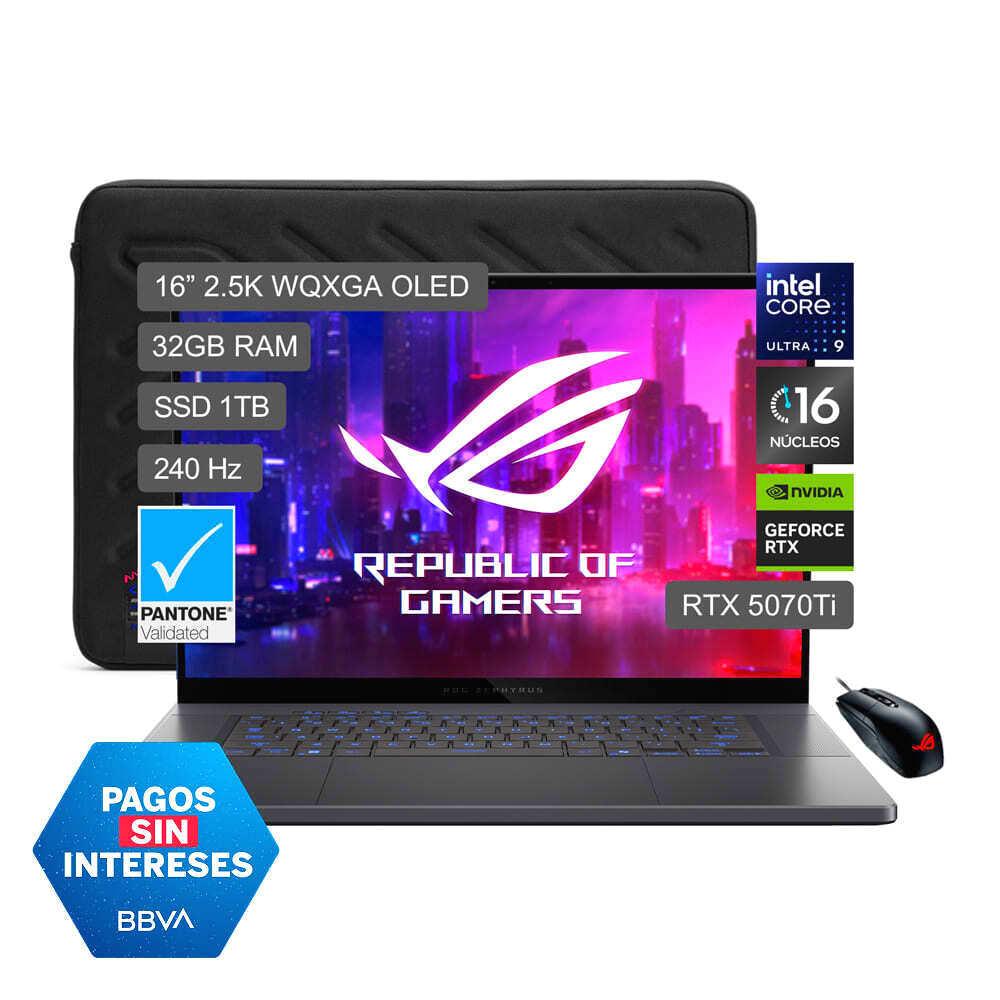 16” 2.5K WQXGA OLED
32GB RAM
SSD 1TB
240 Hz
PANTONE®
Validated
intel
CORE
ULTRA 9
16
NÚCLEOS
NVIDIA
GEFORCE
RTX
RTX 5070Ti
REPUBLIC OF
GAMERS
ROG ZEPHYRUS
PAGOS
SIN
INTERESES
BBVA